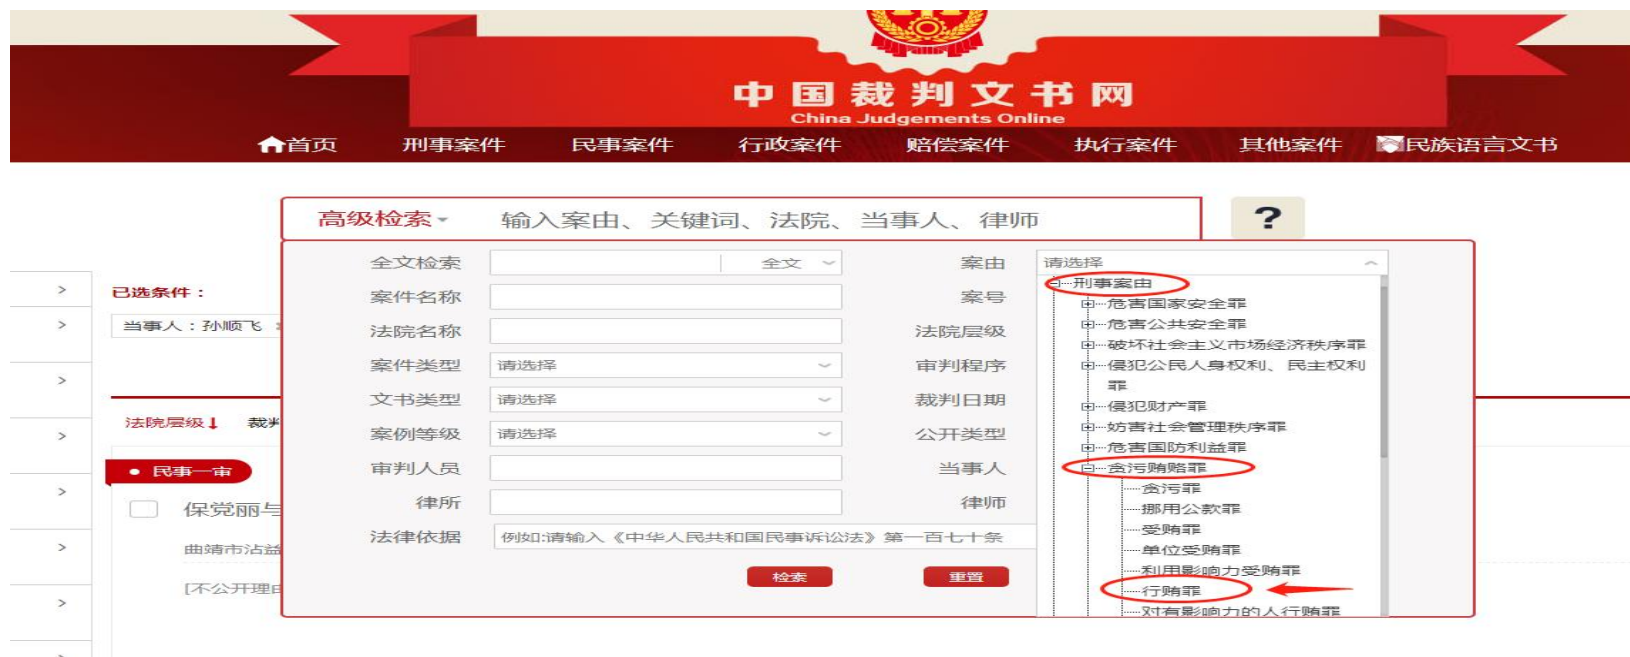 中国裁判文书网
China Judgements Online
首页 刑事案件 民事案件 行政案件 赔偿案件 执行案件 其他案件 民族语言文书
高级检索 输入案由、关键词、法院、当事人、律师 ?
全文检索 全文 案由 请选择
刑事案由
已选条件：
案件名称 案号
危害国家安全罪
当事人：孙顺飞
法院名称 法院层级
危害公共安全罪
破坏社会主义市场经济秩序罪
案件类型 请选择 审判程序
侵犯公民人身权利、民主权利
罪
文书类型 请选择 裁判日期
侵犯财产罪
法院层级 裁判
案例等级 请选择 公开类型
妨害社会管理秩序罪
危害国防利益罪
民事一审
审判人员 当事人
贪污贿赂罪
贪污罪
保党丽与
律所 律师
挪用公款罪
受贿罪
法律依据 例如:请输入《中华人民共和国民事诉讼法》第一百七十条
曲靖市沾益
单位受贿罪
检索 重置
利用影响力受贿罪
[不公开理由
行贿罪
对有影响力的人行贿罪